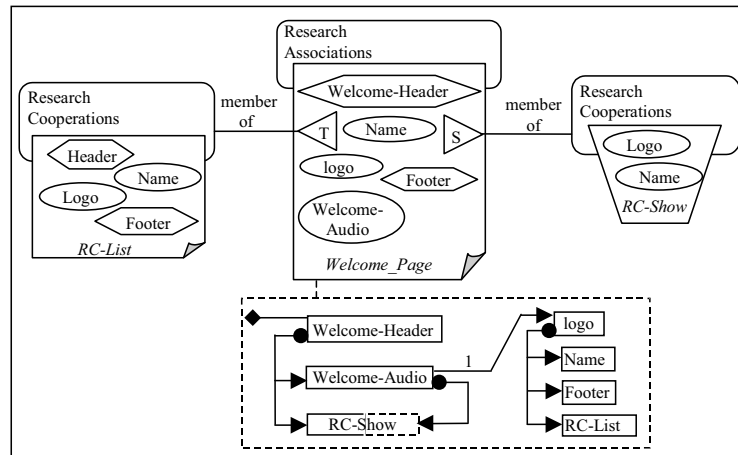 Research
Associations
Welcome-Header
T
Name
S
logo
Footer
Welcome-
Audio
Welcome_Page
Research
Cooperations
Header
Name
Logo
Footer
RC-List
member
of
member
of
Research
Cooperations
Logo
Name
RC-Show
Welcome-Header
Welcome-Audio
RC-Show
1
logo
Name
Footer
RC-List